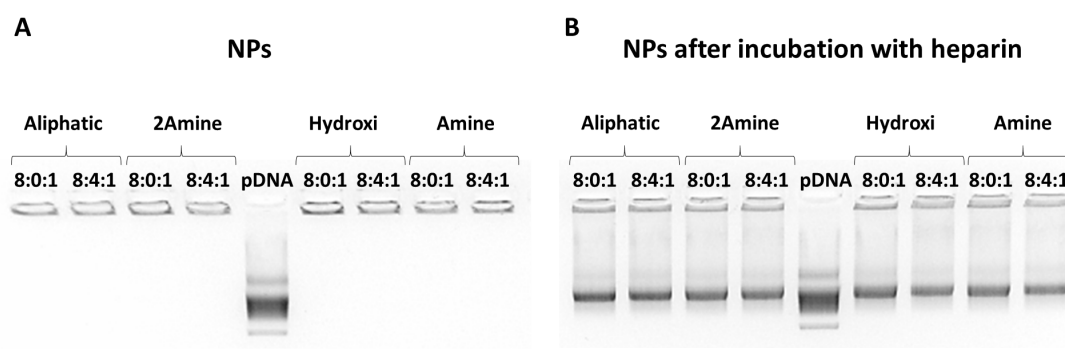 A
NPs
Aliphatic 2Amine Hydroxi Amine
8:0:1 8:4:1 8:0:1 8:4:1 pDNA 8:0:1 8:4:1 8:0:1 8:4:1
B
NPs after incubation with heparin
Aliphatic 2Amine Hydroxi Amine
8:0:1 8:4:1 8:0:1 8:4:1 pDNA 8:0:1 8:4:1 8:0:1 8:4:1